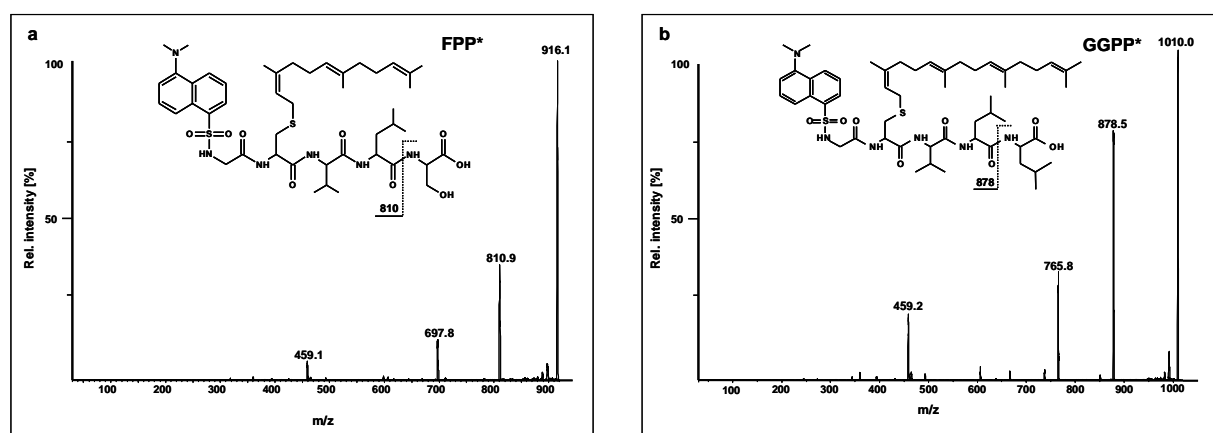 a
FPP*
916.1
100
N
S
O
S
O
HN
O
NH
O
NH
O
NH
O
NH
O
OH
OH
810
Rel. intensity [%]
50
810.9
697.8
459.1
100 200 300 400 500 600 700 800 900
m/z
b
GGPP*
1010.0
100
N
S
O
S
O
HN
O
NH
O
NH
O
NH
O
NH
O
OH
878
878.5
Rel. intensity [%]
50
765.8
459.2
100 200 300 400 500 600 700 800 900 1000
m/z